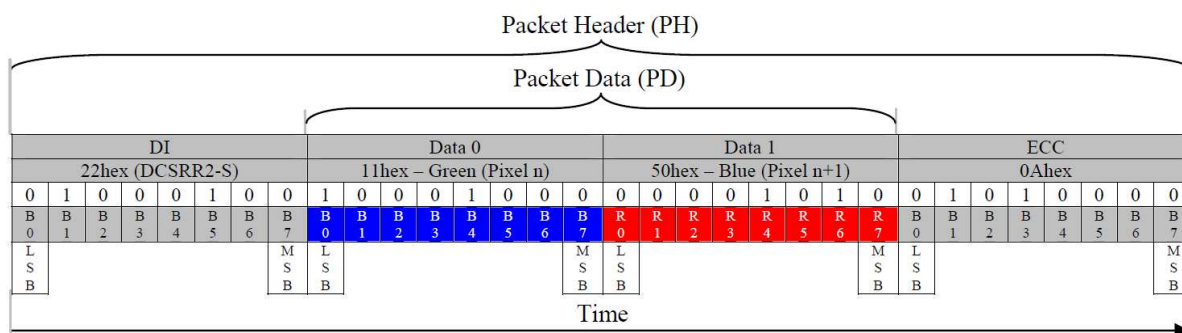 Packet Header (PH)
Packet Data (PD)
DI Data 0 Data 1 ECC
22hex (DCSRR2-S) 11hex – Green (Pixel n) 50hex – Blue (Pixel n+1) 0Ahex
0 1 0 0 0 1 0 0 1 0 0 0 1 0 0 0 0 0 0 0 1 0 1 0 0 1 0 1 0 0 0 0
B B B B B B B B B B B B B B B B R R R R R R R R B B B B B B B B
0 1 2 3 4 5 6 7 0 1 2 3 4 5 6 7 0 1 2 3 4 5 6 7 0 1 2 3 4 5 6 7
L M L M L M L M
S S S S S S S S
B B B B B B B B
Time